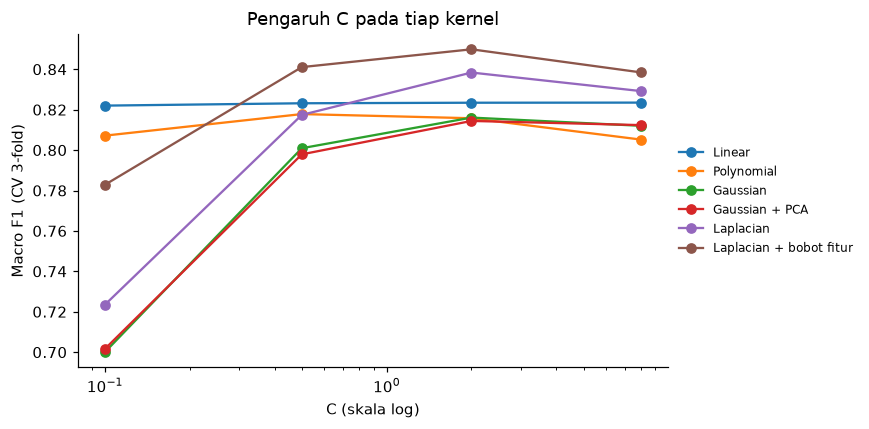 Pengaruh C pada tiap kernel
Macro F1 (CV 3-fold)
0.84
0.82
0.80
0.78
0.76
0.74
0.72
0.70
10⁻¹
10⁰
C (skala log)
Linear
Polynomial
Gaussian
Gaussian + PCA
Laplacian
Laplacian + bobot fitur